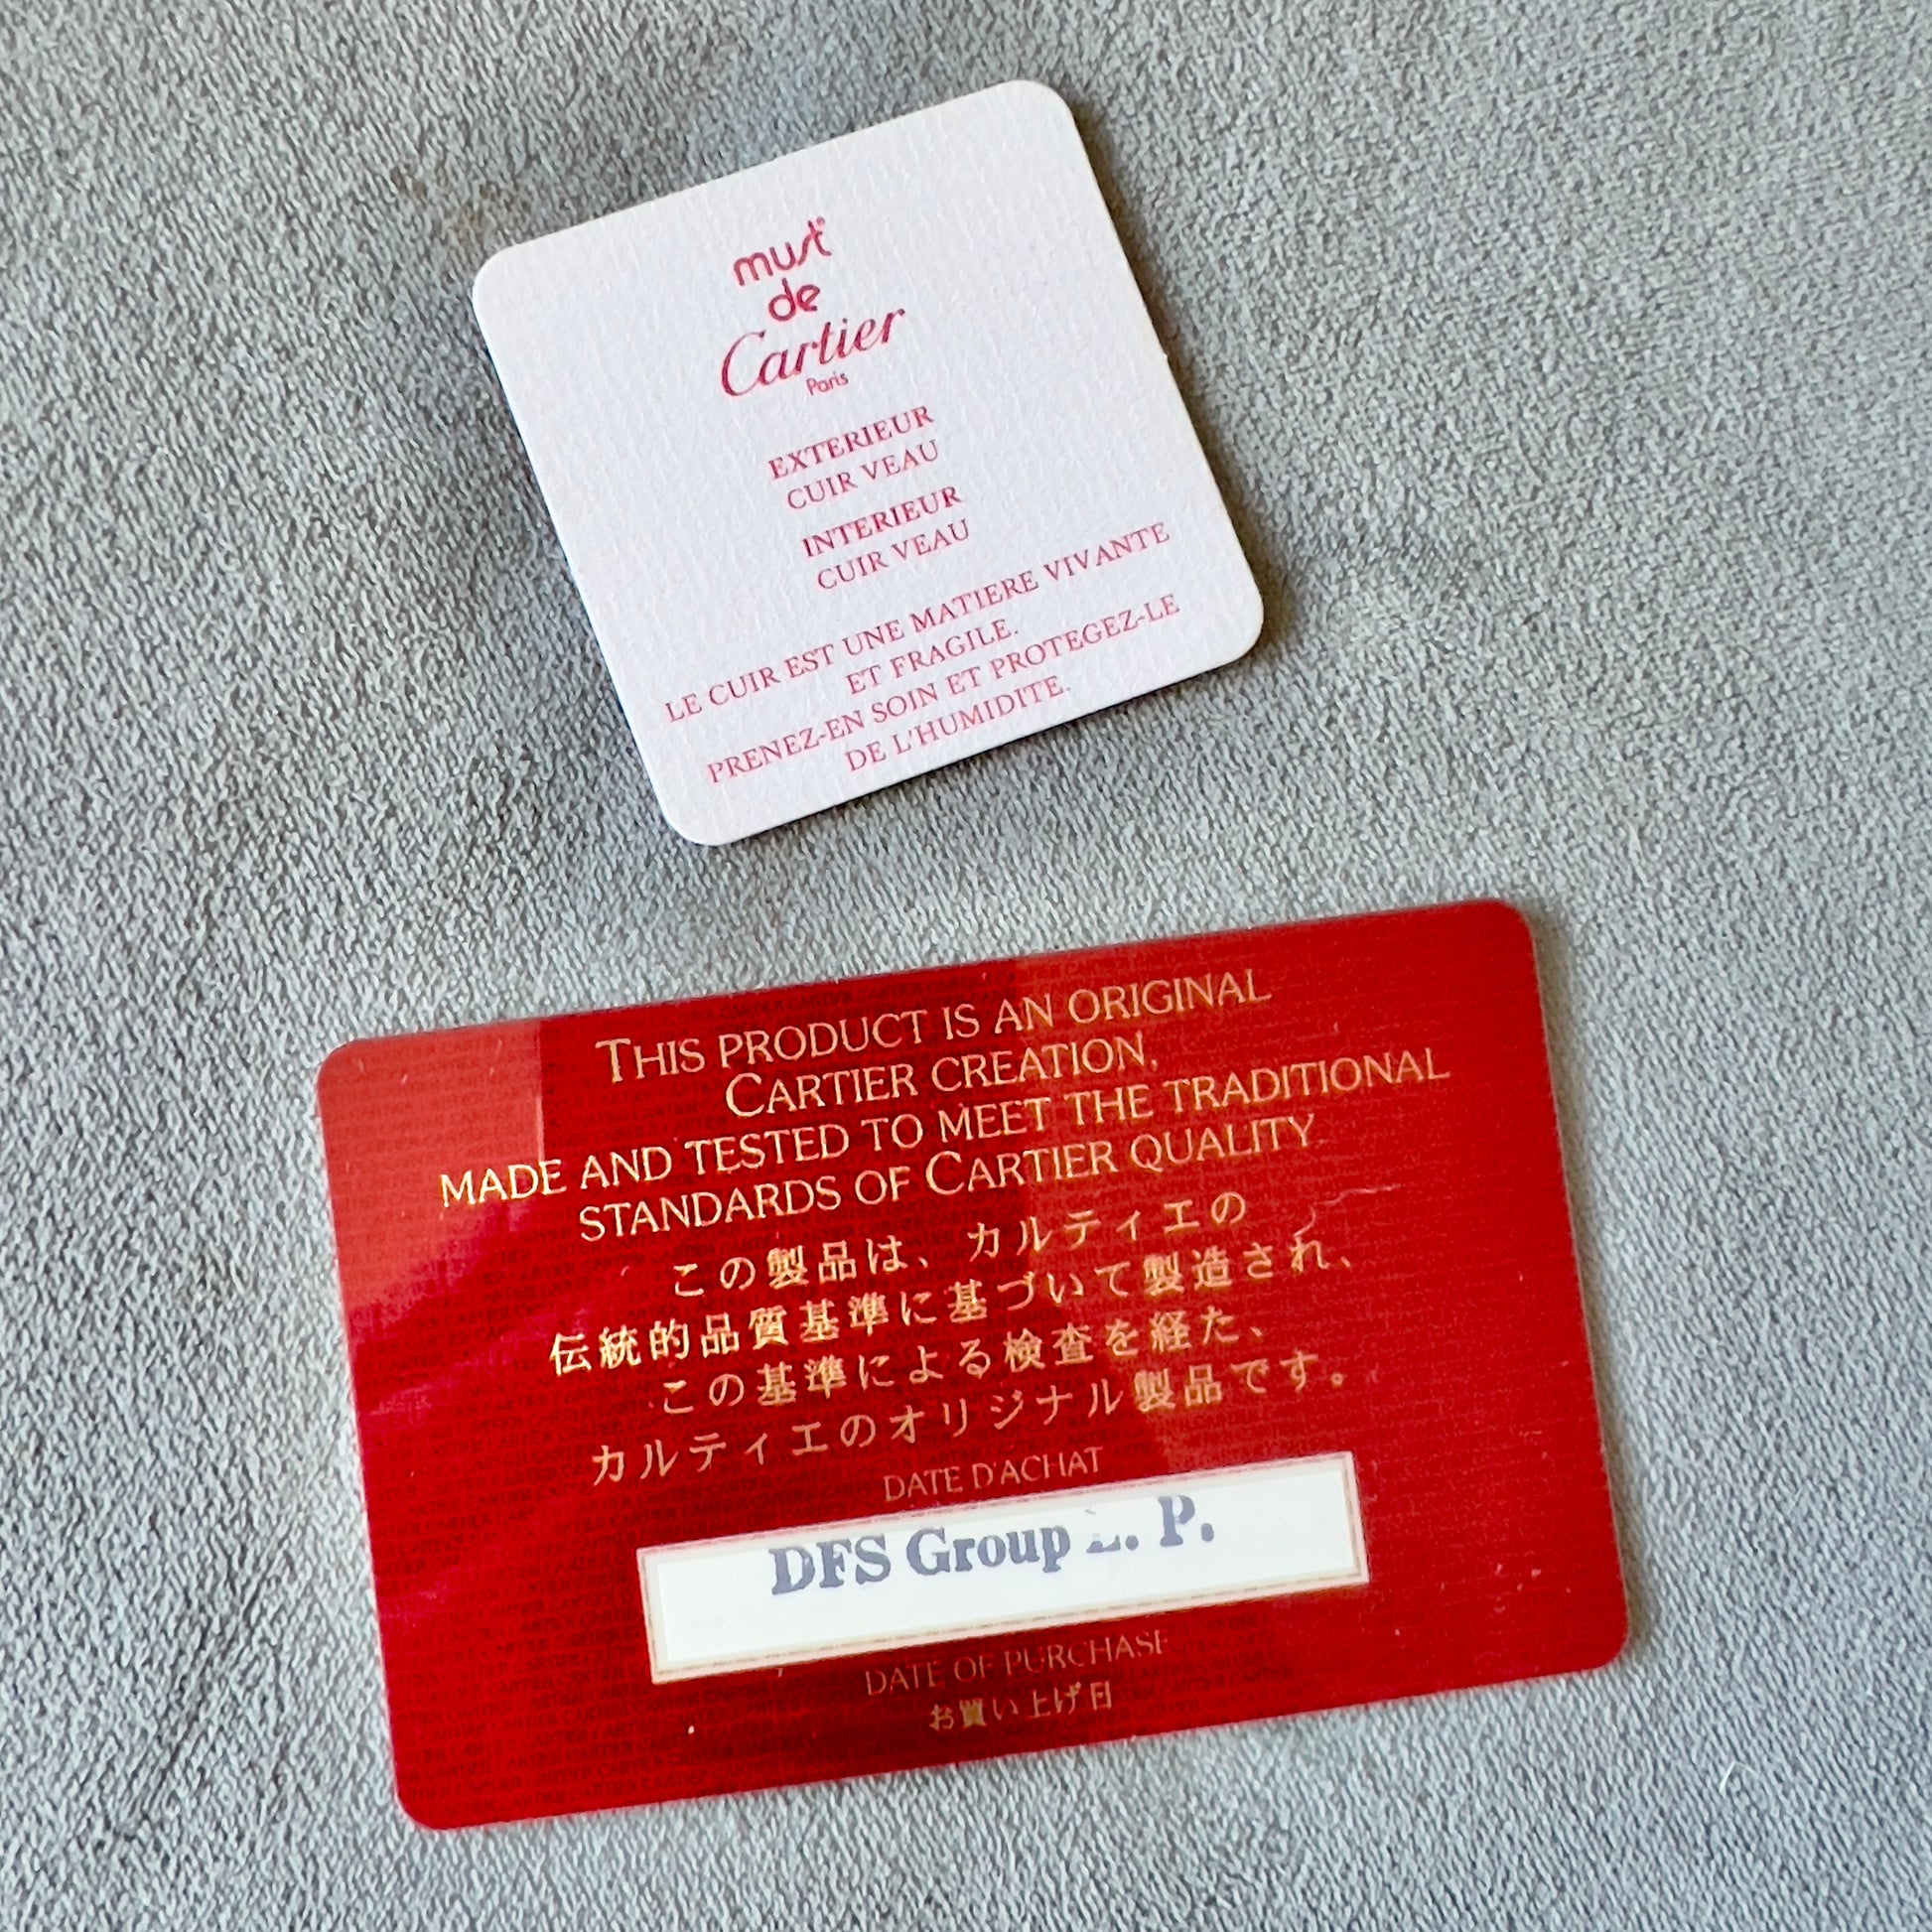 must
de
Cartier
Paris
EXTERIEUR
CUIR VEAU
INTERIEUR
CUIR VEAU
LE CUIR EST UNE MATIERE VIVANTE
ET FRAGILE.
PRENEZ-EN SOIN ET PROTEGEZ-LE
DE L'HUMIDITE.
THIS PRODUCT IS AN ORIGINAL
CARTIER CREATION,
MADE AND TESTED TO MEET THE TRADITIONAL
STANDARDS OF CARTIER QUALITY
この製品は、カルティエの
伝統的品質基準に基づいて製造され、
この基準による検査を経た、
カルティエのオリジナル製品です。
DATE D'ACHAT
DFS Group L. P.
DATE OF PURCHASE
お買い上げ日